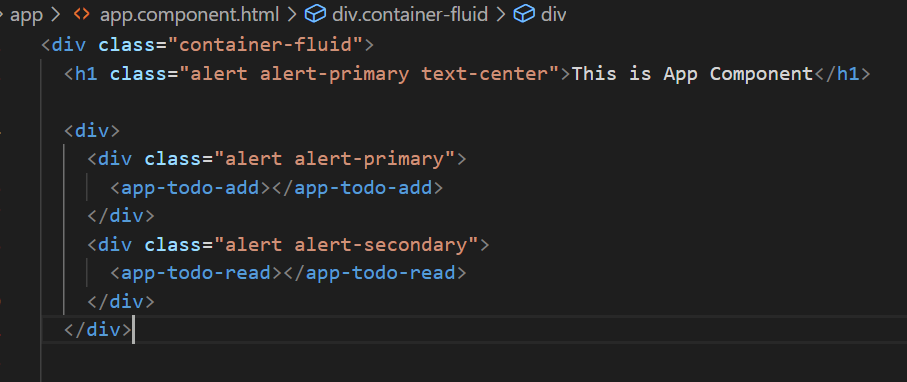 app > app.component.html > div.container-fluid > div
<div class="container-fluid">
<h1 class="alert alert-primary text-center">This is App Component</h1>
<div>
<div class="alert alert-primary">
<app-todo-add></app-todo-add>
</div>
<div class="alert alert-secondary">
<app-todo-read></app-todo-read>
</div>
</div>